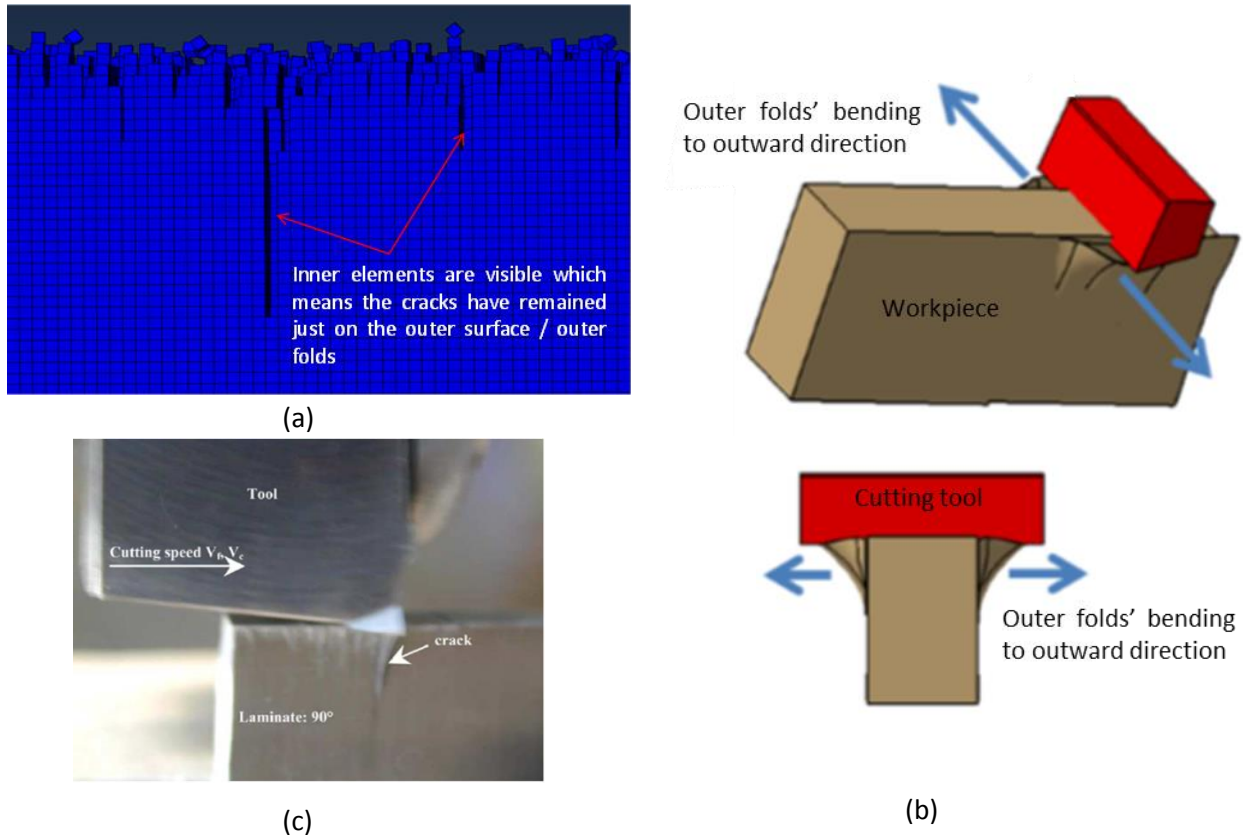 Inner elements are visible which
means the cracks have remained
just on the outer surface / outer
folds
(a)
Outer folds’ bending
to outward direction
Workpiece
Cutting tool
Outer folds’ bending
to outward direction
(b)
Tool
Cutting speed Vf, Vc
crack
Laminate: 90°
(c)